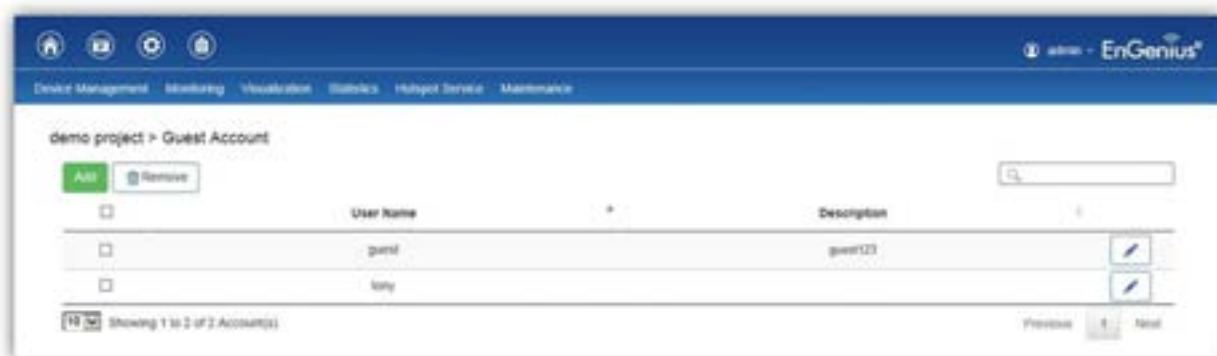 admin - EnGenius®
Device Management Monitoring Visualization Statistics Hotspot Service Maintenance
demo project > Guest Account
Add Remove
User Name Description
guest guest123
tony
10 Showing 1 to 2 of 2 Account(s)
Previous 1 Next